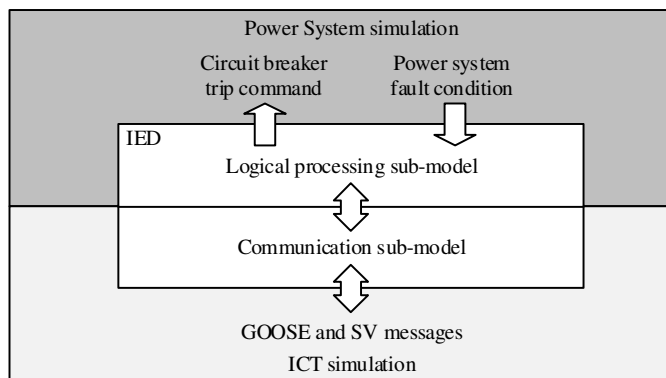 Power System simulation
Circuit breaker
trip command
Power system
fault condition
IED
Logical processing sub-model
Communication sub-model
GOOSE and SV messages
ICT simulation